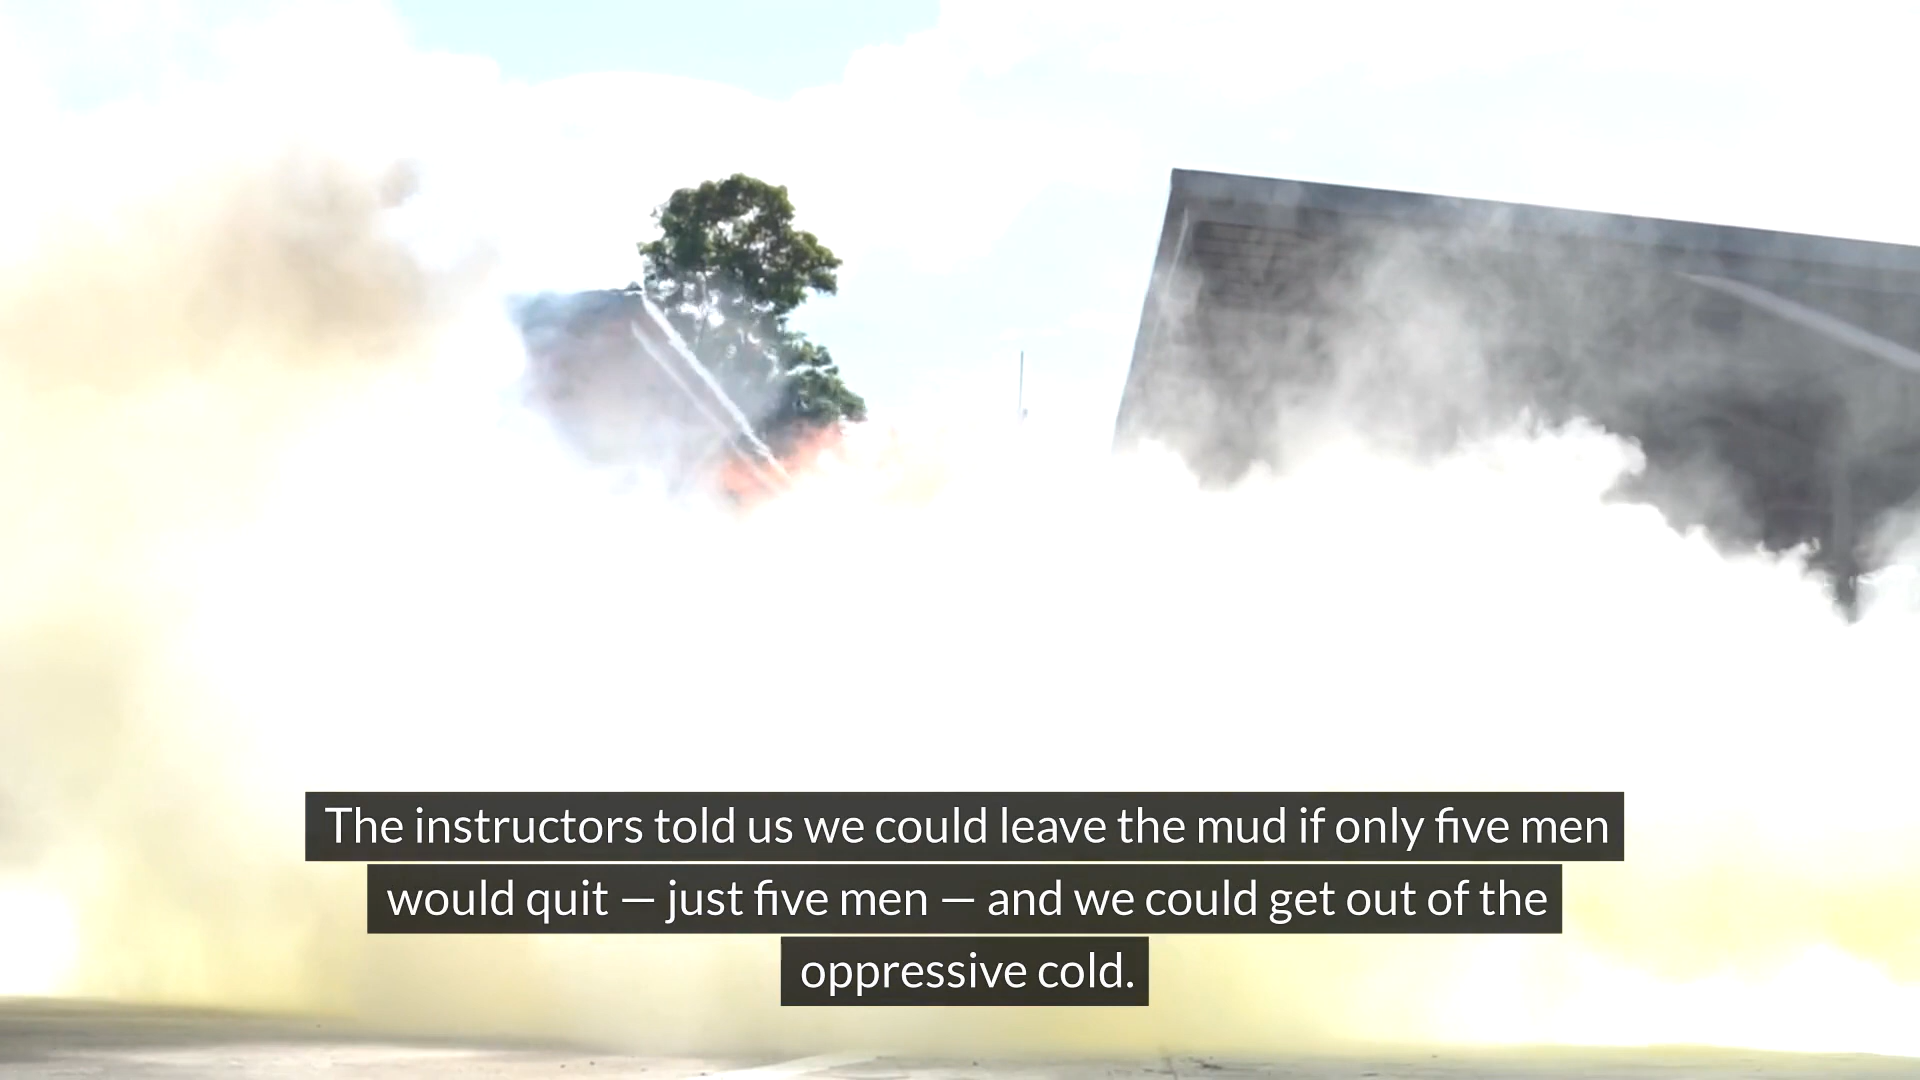 The instructors told us we could leave the mud if only five men
would quit — just five men — and we could get out of the
oppressive cold.